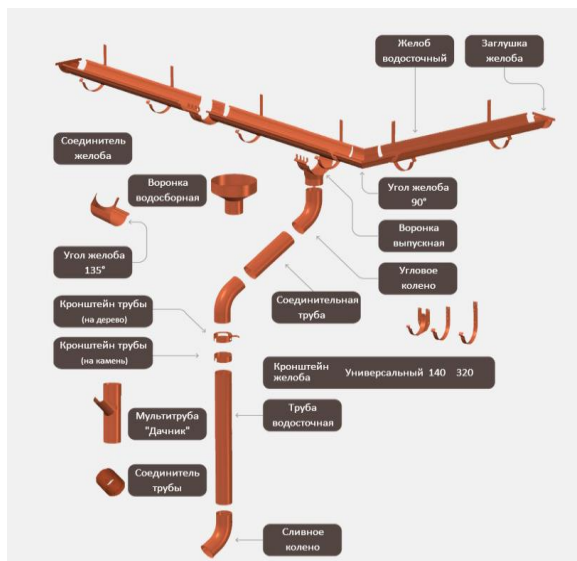 Желоб
водосточный
Заглушка
желоба
Соединитель
желоба
Воронка
водосборная
Угол желоба
90°
Воронка
выпускная
Угол желоба
135°
Угловое
колено
Соединительная
труба
Кронштейн трубы
(на дерево)
Кронштейн трубы
(на камень)
Кронштейн
желоба
Универсальный 140 320
Мультитруба
"Дачник"
Труба
водосточная
Соединитель
трубы
Сливное
колено